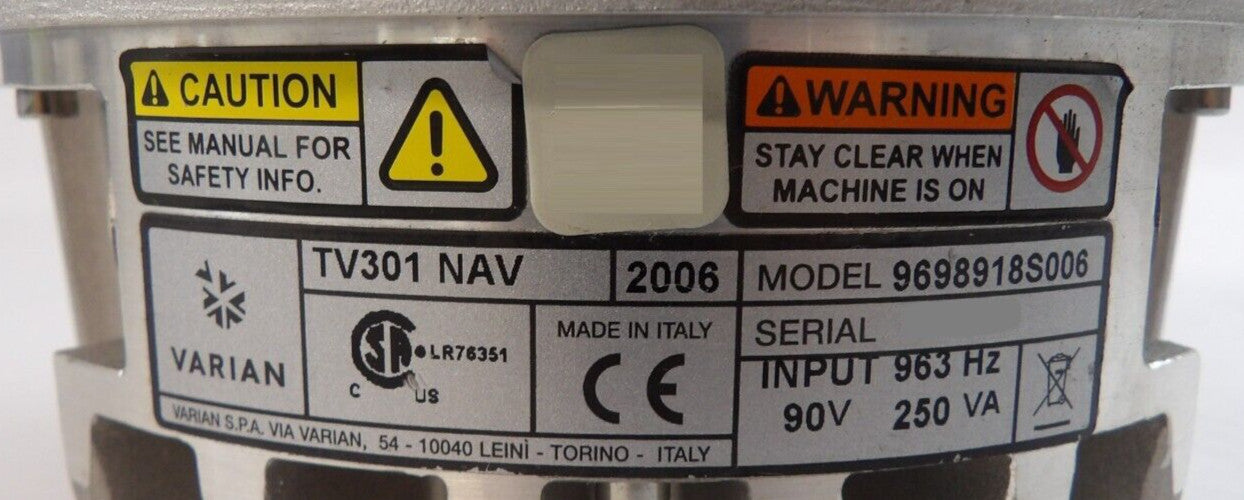 CAUTION
SEE MANUAL FOR
SAFETY INFO.
WARNING
STAY CLEAR WHEN
MACHINE IS ON
VARIAN
TV301 NAV
2006
MODEL 9698918S006
SA
LR76351
C US
MADE IN ITALY
CE
SERIAL
INPUT 963 Hz
90V 250 VA
VARIAN S.P.A. VIA VARIAN, 54 - 10040 LEINÌ - TORINO - ITALY